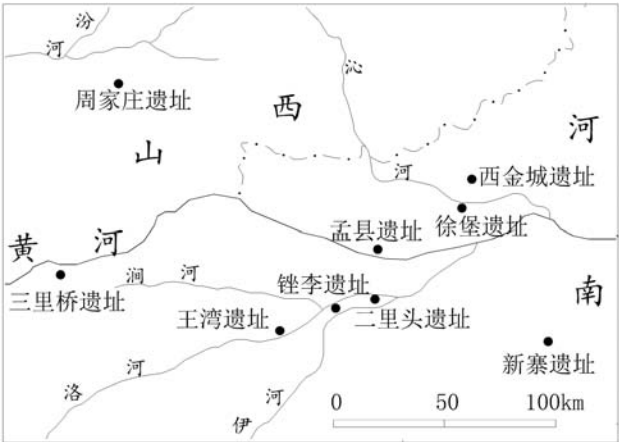 汾
河
周家庄遗址
沁
西
山
河
河
西金城遗址
徐堡遗址
孟县遗址
黄河
三里桥遗址
涧河
锉李遗址
二里头遗址
王湾遗址
南
新寨遗址
洛河
伊河
0 50 100km